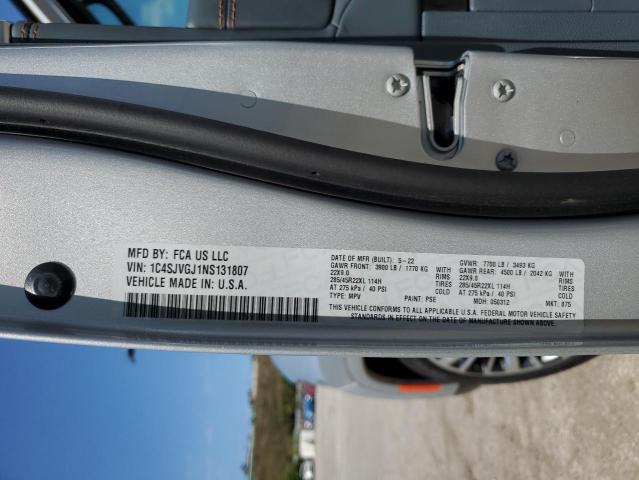 MFD BY: FCA US LLC
VIN: 1C4SJVGJ1NS131807
VEHICLE MADE IN: U.S.A.
DATE OF MFR (BUILT): 5-22 GVWR: 7700 LB / 3493 KG
GAWR FRONT: 3900 LB / 1770 KG WITH GAWR REAR: 4500 LB / 2042 KG WITH
22X9.0 RIMS 22X9.0 RIMS
285/45R22XL 114H TIRES 285/45R22XL 114H TIRES
AT 275 kPa / 40 PSI COLD AT 275 kPa / 40 PSI COLD
TYPE: MPV PAINT: PSE MDH: 050312 MKT: 875
THIS VEHICLE CONFORMS TO ALL APPLICABLE U.S.A. FEDERAL MOTOR VEHICLE SAFETY
STANDARDS IN EFFECT ON THE DATE OF MANUFACTURE SHOWN ABOVE.